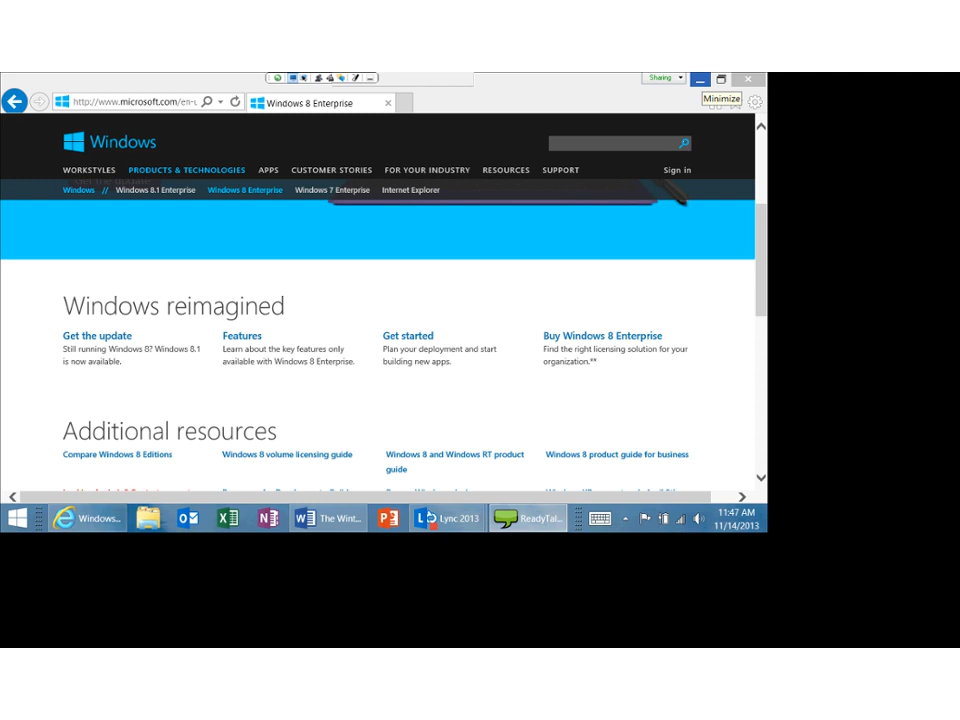 Sharing
Minimize
http://www.microsoft.com/en-u
Windows 8 Enterprise
Windows
WORKSTYLES PRODUCTS & TECHNOLOGIES APPS CUSTOMER STORIES FOR YOUR INDUSTRY RESOURCES SUPPORT Sign in
Windows // Windows 8.1 Enterprise Windows 8 Enterprise Windows 7 Enterprise Internet Explorer
Windows reimagined
Get the update
Still running Windows 8? Windows 8.1
is now available.
Features
Learn about the key features only
available with Windows 8 Enterprise.
Get started
Plan your deployment and start
building new apps.
Buy Windows 8 Enterprise
Find the right licensing solution for your
organization.**
Additional resources
Compare Windows 8 Editions
Windows 8 volume licensing guide
Windows 8 and Windows RT product
guide
Windows 8 product guide for business
Windows... The Wint... Lync 2013 ReadyTal...
11:47 AM
11/14/2013